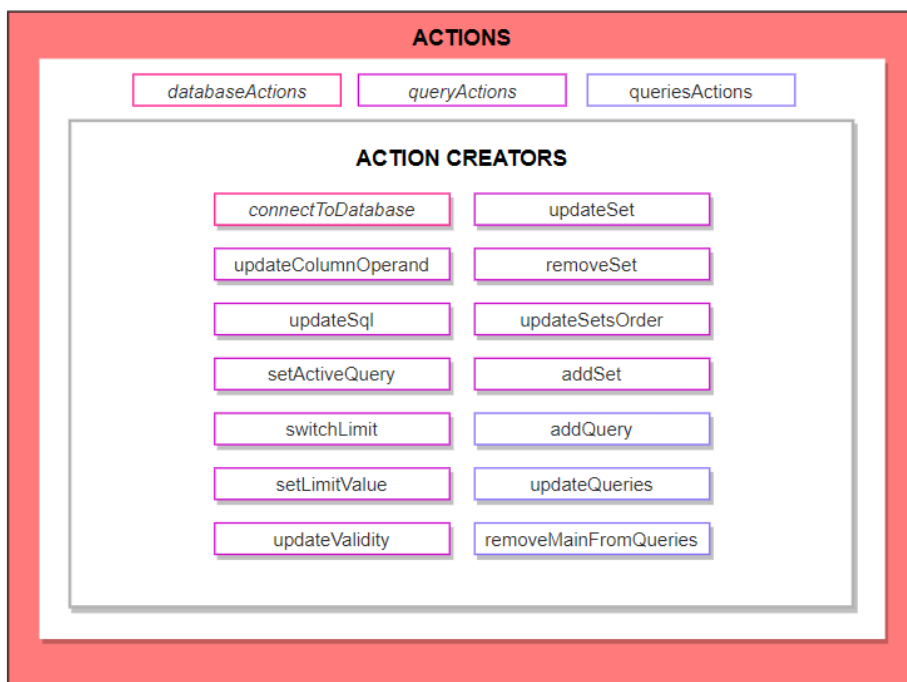 ACTIONS
databaseActions queryActions queriesActions
ACTION CREATORS
connectToDatabase updateSet
updateColumnOperand removeSet
updateSql updateSetsOrder
setActiveQuery addSet
switchLimit addQuery
setLimitValue updateQueries
updateValidity removeMainFromQueries